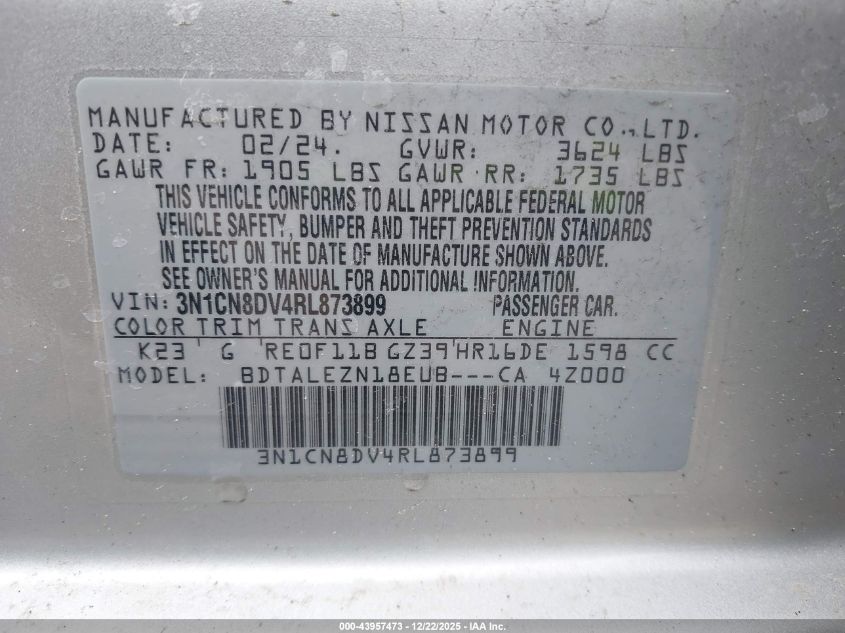 MANUFACTURED BY NISSAN MOTOR CO., LTD.
DATE: 02/24. GVWR: 3624 LBS
GAWR FR: 1905 LBS GAWR RR: 1735 LBS
THIS VEHICLE CONFORMS TO ALL APPLICABLE FEDERAL MOTOR
VEHICLE SAFETY, BUMPER AND THEFT PREVENTION STANDARDS
IN EFFECT ON THE DATE OF MANUFACTURE SHOWN ABOVE.
SEE OWNER'S MANUAL FOR ADDITIONAL INFORMATION.
VIN: 3N1CN8DV4RL873899 PASSENGER CAR.
COLOR TRIM TRANS AXLE ENGINE
K23 G RE0F11B GZ39 HR16DE 1598 CC
MODEL: BDTALEZN18EUB---CA 4Z000
3N1CN8DV4RL873899
000-43957473 - 12/22/2025 - IAA Inc.